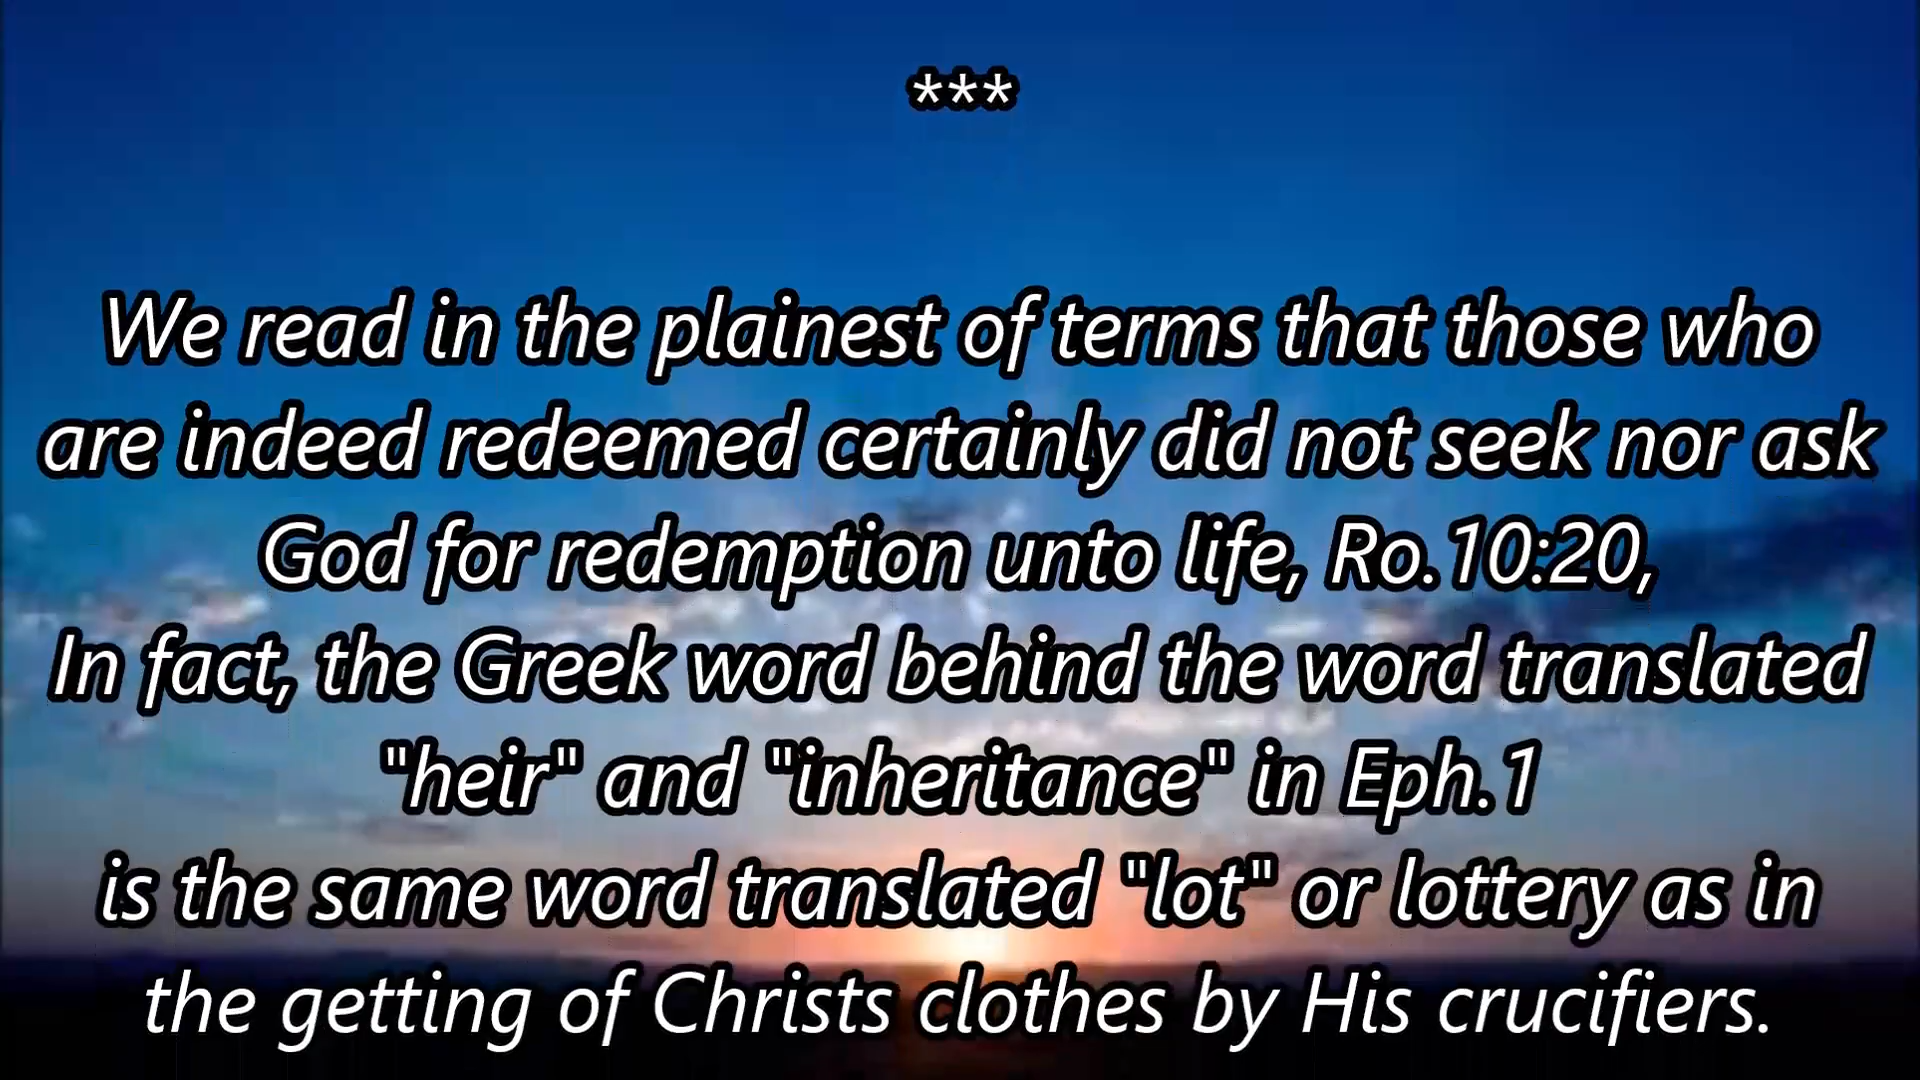 ***
We read in the plainest of terms that those who
are indeed redeemed certainly did not seek nor ask
God for redemption unto life, Ro.10:20,
In fact, the Greek word behind the word translated
"heir" and "inheritance" in Eph.1
is the same word translated "lot" or lottery as in
the getting of Christs clothes by His crucifiers.